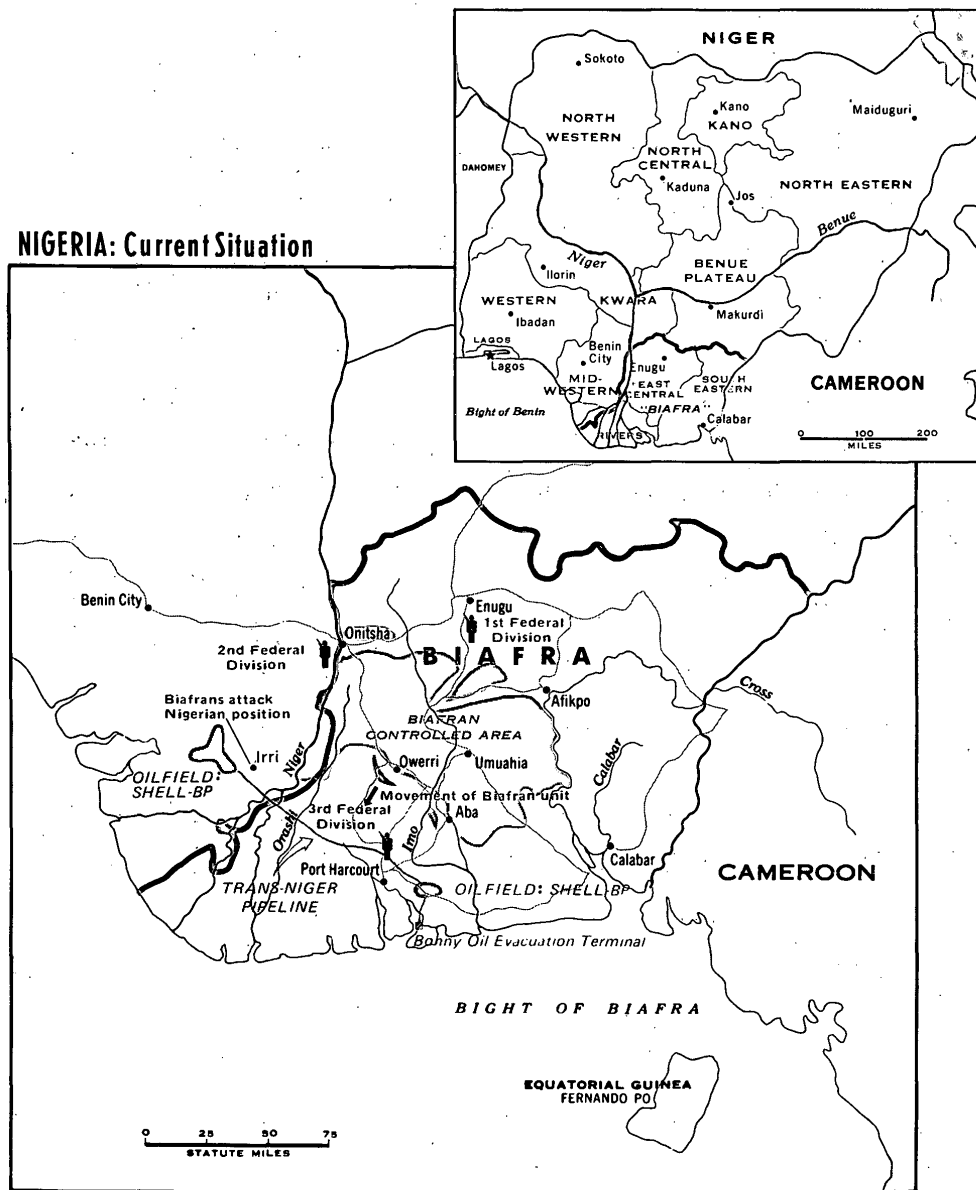 NIGERIA: Current Situation
NIGER
Sokoto
Kano
KANO
Maiduguri
NORTH
WESTERN
NORTH
CENTRAL
Kaduna
DAHOMEY
NORTH EASTERN
Jos
Benue
Niger
BENUE
PLATEAU
Ilorin
WESTERN
KWARA
Ibadan
Makurdi
LAGOS
Lagos
Benin
City
Enugu
MID-
WESTERN
EAST
CENTRAL
SOUTH
EASTERN
CAMEROON
"BIAFRA"
Bight of Benin
Calabar
RIVERS
0 100 200
MILES
Benin City
Enugu
1st Federal
Division
Onitsha
2nd Federal
Division
BIAFRA
Afikpo
Cross
Biafrans attack
Nigerian position
BIAFRAN
CONTROLLED AREA
Irri
Niger
Calabar
Owerri
Umuahia
OILFIELD:
SHELL-BP
Movement of Biafran unit
3rd Federal
Division
Aba
Orashi
Imo
Calabar
Port Harcourt
CAMEROON
TRANS-NIGER
PIPELINE
OILFIELD: SHELL-BP
Bonny Oil Evacuation Terminal
BIGHT OF BIAFRA
EQUATORIAL GUINEA
FERNANDO PO
0 25 50 75
STATUTE MILES